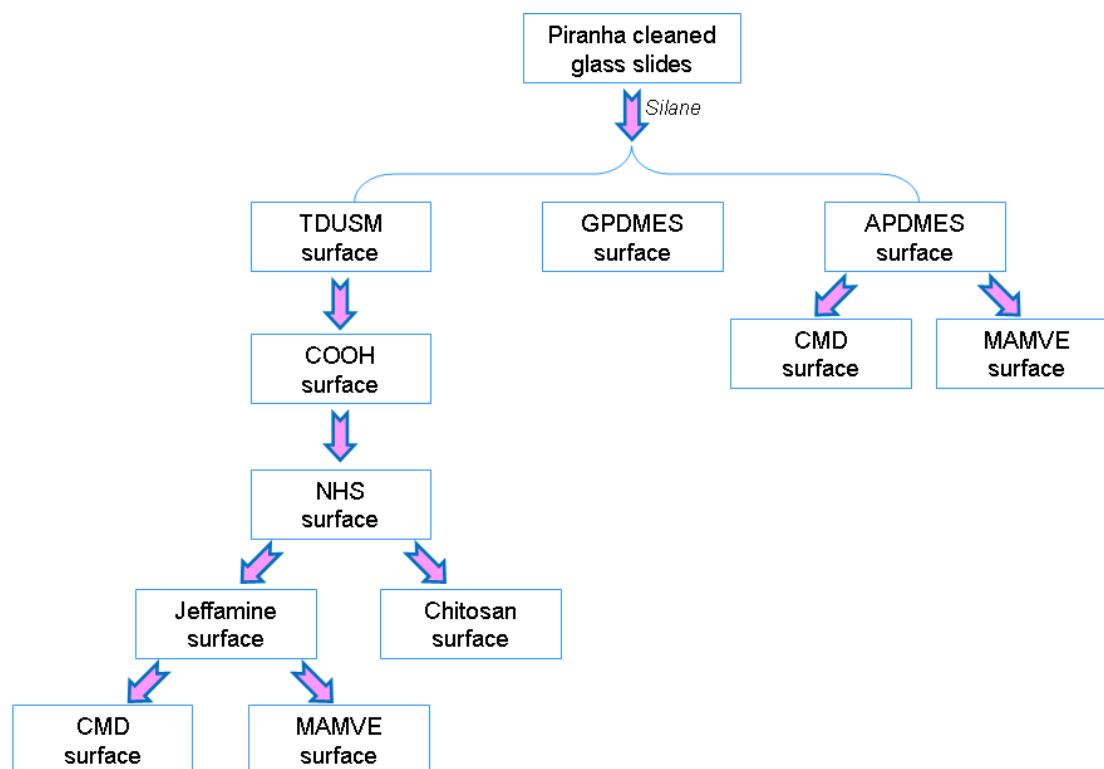 Piranha cleaned
glass slides
Silane
TDUSM
surface
GPDMES
surface
APDMES
surface
CMD
surface
MAMVE
surface
COOH
surface
NHS
surface
Jeffamine
surface
Chitosan
surface
CMD
surface
MAMVE
surface